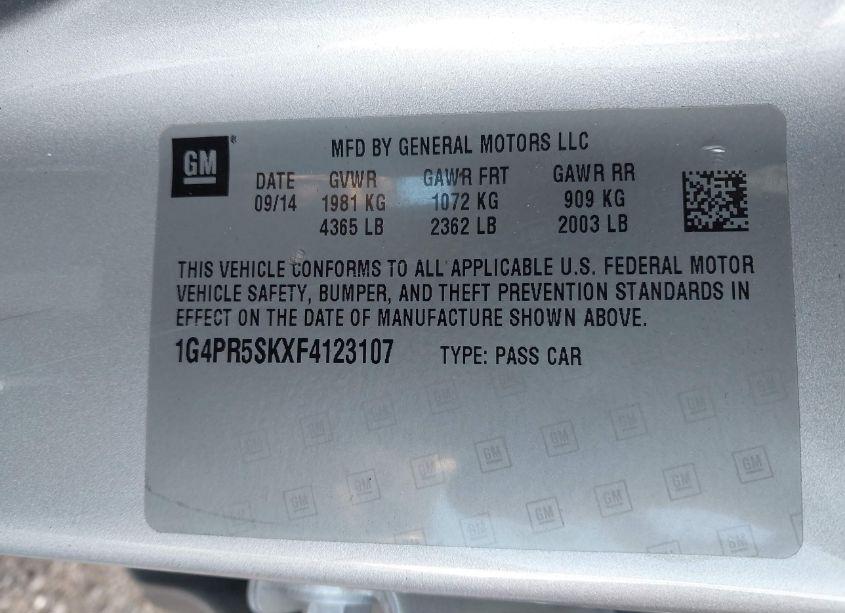 GM
MFD BY GENERAL MOTORS LLC
DATE GVWR GAWR FRT GAWR RR
09/14 1981 KG 1072 KG 909 KG
4365 LB 2362 LB 2003 LB
THIS VEHICLE CONFORMS TO ALL APPLICABLE U.S. FEDERAL MOTOR
VEHICLE SAFETY, BUMPER, AND THEFT PREVENTION STANDARDS IN
EFFECT ON THE DATE OF MANUFACTURE SHOWN ABOVE.
1G4PR5SKXF4123107 TYPE: PASS CAR